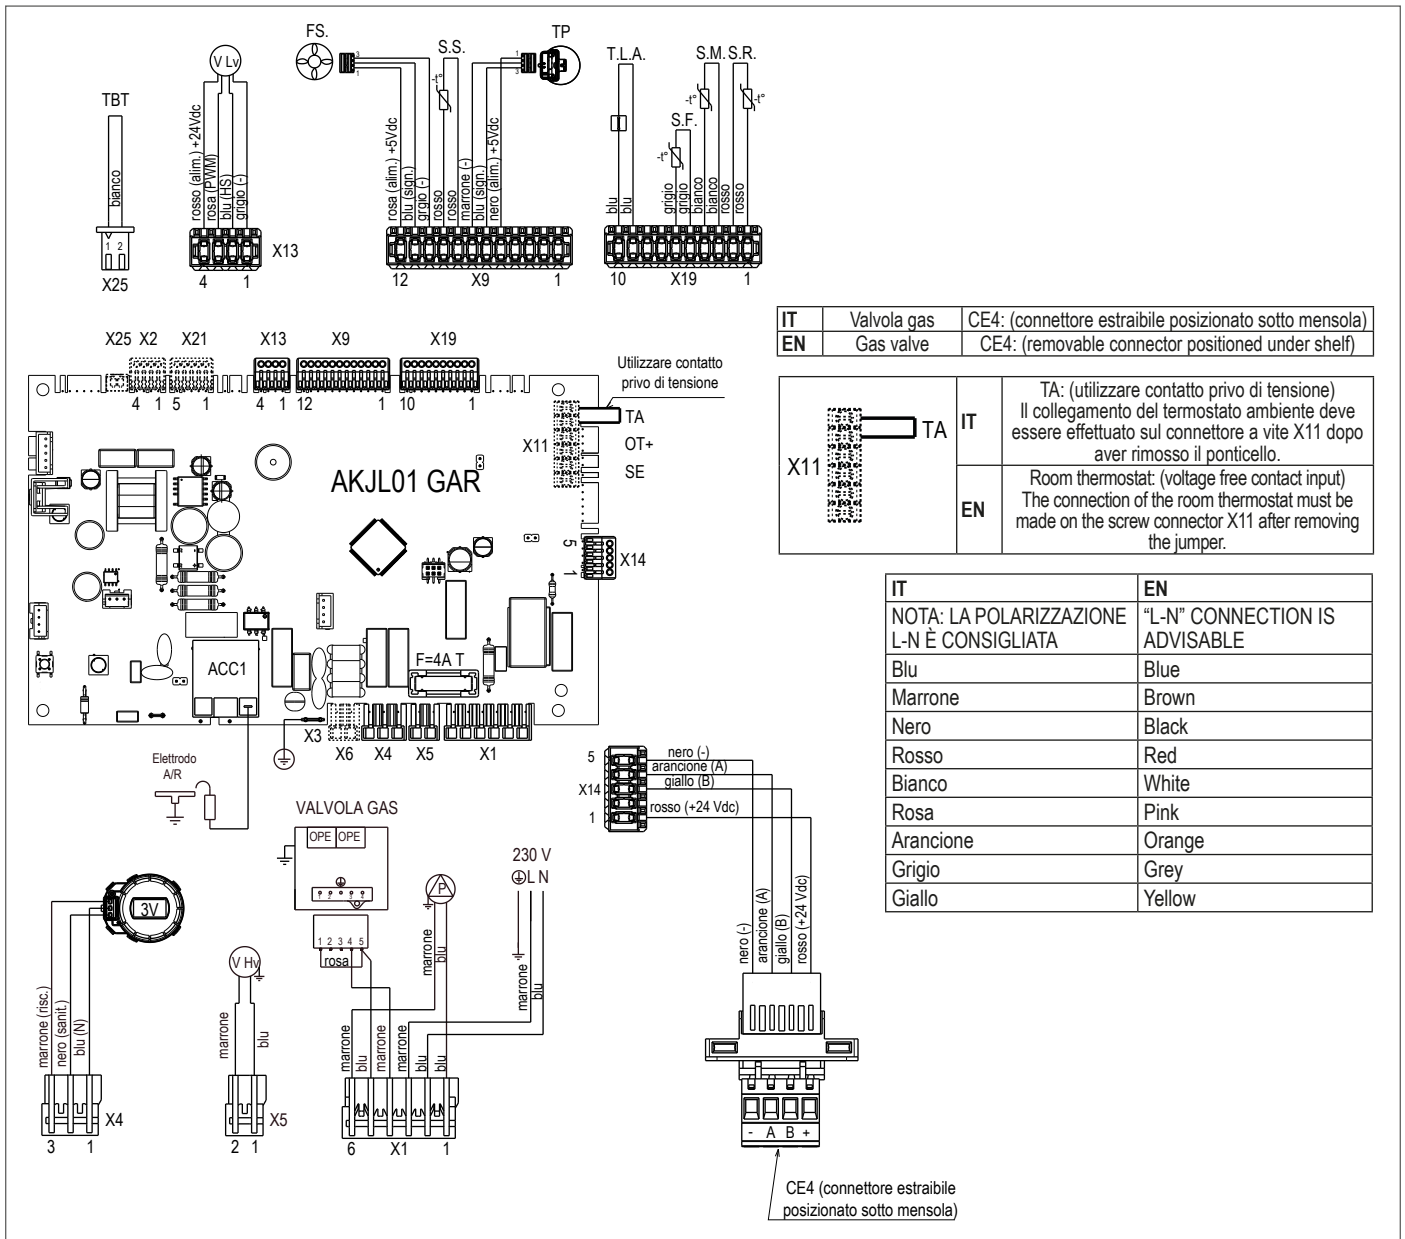 FS.
S.S.
TP
T.L.A.
S.M. S.R.
V Lv
-t°
-t°
-t°
-t°
S.F.
TBT
bianco
rosso (alim.) +24Vdc
rosa (PWM)
blu (HS)
grigio (-)
rosa (alim.) +5Vdc
blu (sign.)
grgio (-)
rosso
rosso
marrone (-)
blu (sign.)
nero (alim.) +5Vdc
3
1
1
3
blu
blu
grigio
grigio
bianco
bianco
rosso
rosso
1 2
X25
4 1
X13
12 X9 1
10 X19 1
X25 X2 X21 X13 X9 X19
4 1 5 1 4 1 12 1 10 1
Utilizzare contatto
privo di tensione
TA
X11 OT+
SE
AKJL01 GAR
5
1
X14
ACC1
F=4A T
X3 X6 X4 X5 X1
Elettrodo
A/R
VALVOLA GAS
OPE OPE
1 2 3 4 5
rosa
P
230 V
L N
3V
V Hv
marrone (risc.)
nero (sanit.)
blu (N)
marrone
blu
marrone
blu
marrone
marrone
blu
blu
marrone
blu
marrone
blu
3 1 X4
2 1 X5
6 X1 1
5
X14
1
nero (-)
arancione (A)
giallo (B)
rosso (+24 Vdc)
nero (-)
arancione (A)
giallo (B)
rosso (+24 Vdc)
- A B +
CE4 (connettore estraibile
posizionato sotto mensola)
IT Valvola gas CE4: (connettore estraibile posizionato sotto mensola)
EN Gas valve CE4: (removable connector positioned under shelf)
X11 TA
IT
TA: (utilizzare contatto privo di tensione)
Il collegamento del termostato ambiente deve
essere effettuato sul connettore a vite X11 dopo
aver rimosso il ponticello.
EN
Room thermostat: (voltage free contact input)
The connection of the room thermostat must be
made on the screw connector X11 after removing
the jumper.
IT EN
NOTA: LA POLARIZZAZIONE
L-N È CONSIGLIATA
“L-N” CONNECTION IS
ADVISABLE
Blu Blue
Marrone Brown
Nero Black
Rosso Red
Bianco White
Rosa Pink
Arancione Orange
Grigio Grey
Giallo Yellow